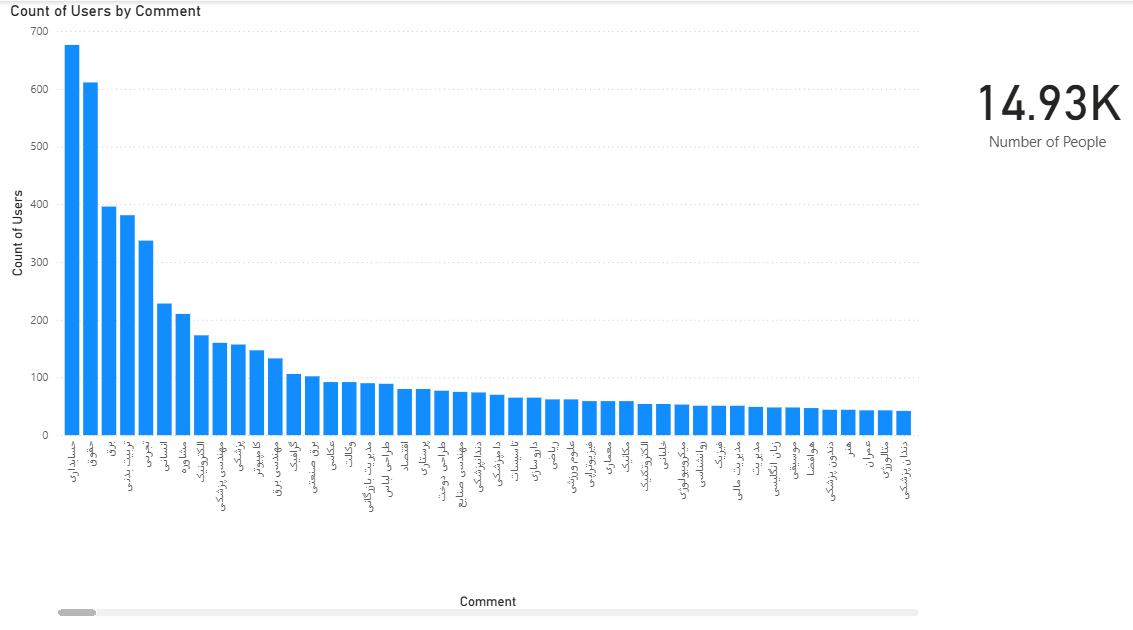 Count of Users by Comment
700
600
500
400
300
200
100
0
Count of Users
حسابداری
حقوق
برق
تربیت بدنی
تجربی
انسانی
مشاوره
الکترونیک
مهندسی پزشکی
پزشکی
کامپیوتر
مهندسی برق
گرافیک
برق صنعتی
عکاسی
وکالت
مدیریت بازرگانی
طراحی لباس
اقتصاد
پرستاری
طراحی دوخت
مهندسی صنایع
دندانپزشکی
دامپزشکی
تاسیسات
داروسازی
ریاضی
علوم ورزشی
فیزیوتراپی
معماری
مکانیک
الکتروتکنیک
خلبانی
میکروبیولوژی
روانشناسی
فیزیک
مدیریت مالی
مدیریت
زبان انگلیسی
موسیقی
هوافضا
دندون پزشکی
هنر
عمران
متالورژی
دندان پزشکی
Comment
14.93K
Number of People